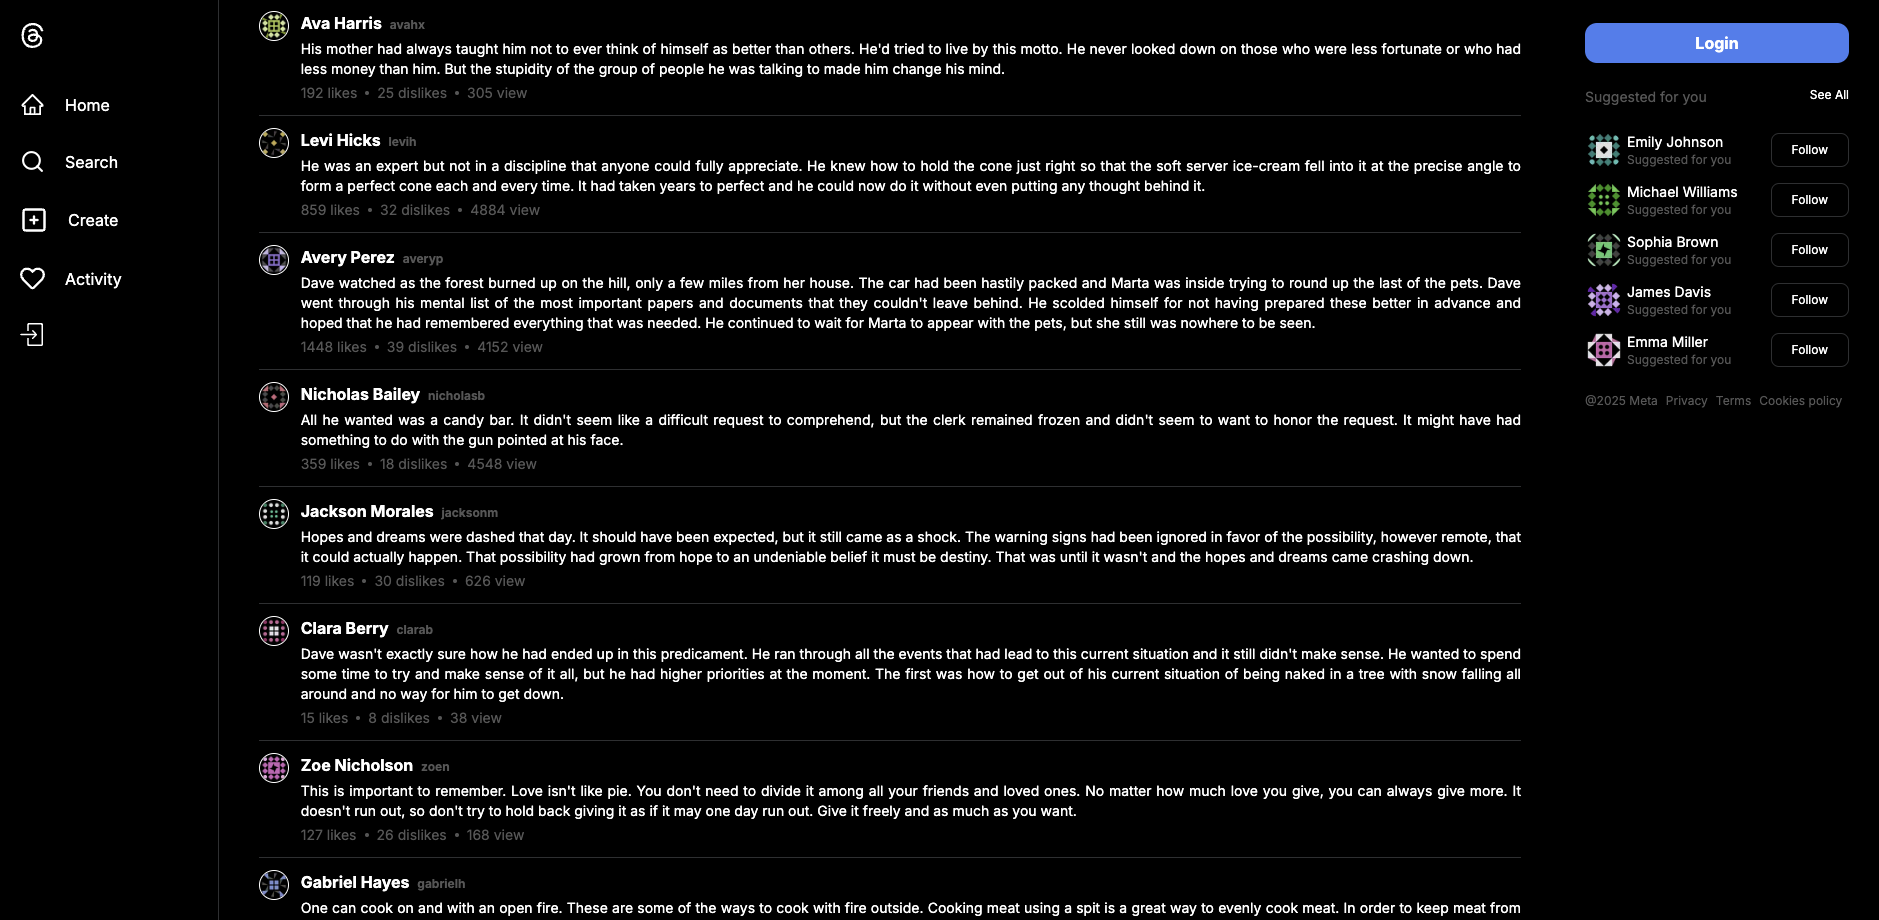 Home
Search
Create
Activity
Ava Harris avahx
His mother had always taught him not to ever think of himself as better than others. He'd tried to live by this motto. He never looked down on those who were less fortunate or who had
less money than him. But the stupidity of the group of people he was talking to made him change his mind.
192 likes • 25 dislikes • 305 view
Levi Hicks levih
He was an expert but not in a discipline that anyone could fully appreciate. He knew how to hold the cone just right so that the soft server ice-cream fell into it at the precise angle to
form a perfect cone each and every time. It had taken years to perfect and he could now do it without even putting any thought behind it.
859 likes • 32 dislikes • 4884 view
Avery Perez averyp
Dave watched as the forest burned up on the hill, only a few miles from her house. The car had been hastily packed and Marta was inside trying to round up the last of the pets. Dave
went through his mental list of the most important papers and documents that they couldn't leave behind. He scolded himself for not having prepared these better in advance and
hoped that he had remembered everything that was needed. He continued to wait for Marta to appear with the pets, but she still was nowhere to be seen.
1448 likes • 39 dislikes • 4152 view
Nicholas Bailey nicholasb
All he wanted was a candy bar. It didn't seem like a difficult request to comprehend, but the clerk remained frozen and didn't seem to want to honor the request. It might have had
something to do with the gun pointed at his face.
359 likes • 18 dislikes • 4548 view
Jackson Morales jacksonm
Hopes and dreams were dashed that day. It should have been expected, but it still came as a shock. The warning signs had been ignored in favor of the possibility, however remote, that
it could actually happen. That possibility had grown from hope to an undeniable belief it must be destiny. That was until it wasn't and the hopes and dreams came crashing down.
119 likes • 30 dislikes • 626 view
Clara Berry clarab
Dave wasn't exactly sure how he had ended up in this predicament. He ran through all the events that had lead to this current situation and it still didn't make sense. He wanted to spend
some time to try and make sense of it all, but he had higher priorities at the moment. The first was how to get out of his current situation of being naked in a tree with snow falling all
around and no way for him to get down.
15 likes • 8 dislikes • 38 view
Zoe Nicholson zoen
This is important to remember. Love isn't like pie. You don't need to divide it among all your friends and loved ones. No matter how much love you give, you can always give more. It
doesn't run out, so don't try to hold back giving it as if it may one day run out. Give it freely and as much as you want.
127 likes • 26 dislikes • 168 view
Gabriel Hayes gabrielh
One can cook on and with an open fire. These are some of the ways to cook with fire outside. Cooking meat using a spit is a great way to evenly cook meat. In order to keep meat from
Login
Suggested for you See All
Emily Johnson
Suggested for you
Follow
Michael Williams
Suggested for you
Follow
Sophia Brown
Suggested for you
Follow
James Davis
Suggested for you
Follow
Emma Miller
Suggested for you
Follow
@2025 Meta Privacy Terms Cookies policy